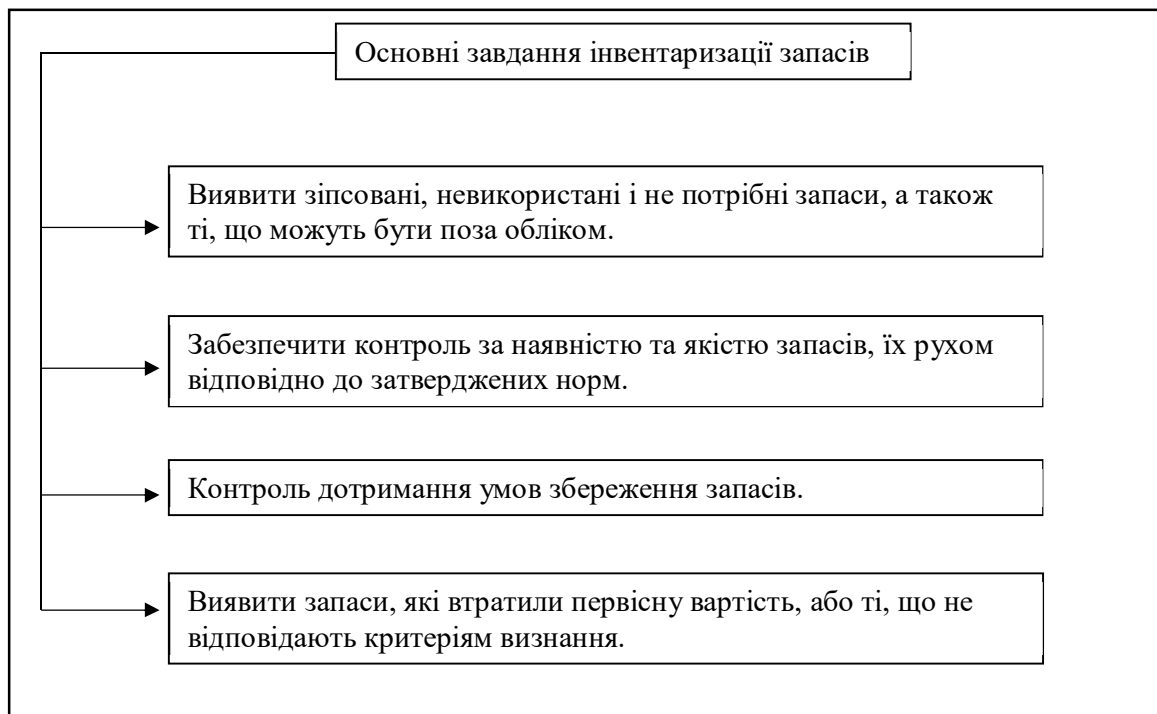 Основні завдання інвентаризації запасів
Виявити зіпсовані, невикористані і не потрібні запаси, а також
ті, що можуть бути поза обліком.
Забезпечити контроль за наявністю та якістю запасів, їх рухом
відповідно до затверджених норм.
Контроль дотримання умов збереження запасів.
Виявити запаси, які втратили первісну вартість, або ті, що не
відповідають критеріям визнання.